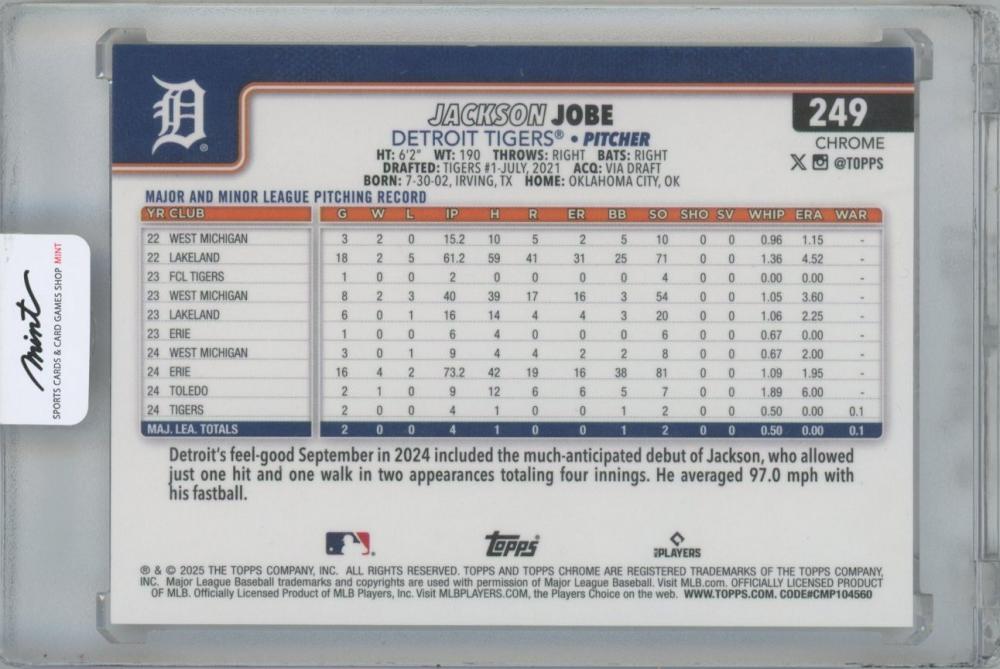 D
JACKSON JOBE
249
DETROIT TIGERS® • PITCHER
CHROME
HT: 6'2" WT: 190 THROWS: RIGHT BATS: RIGHT
X @TOPPS
DRAFTED: TIGERS #1-JULY, 2021 ACQ: VIA DRAFT
BORN: 7-30-02, IRVING, TX HOME: OKLAHOMA CITY, OK
MAJOR AND MINOR LEAGUE PITCHING RECORD
YR CLUB G W L IP H R ER BB SO SHO SV WHIP ERA WAR
22 WEST MICHIGAN 3 2 0 15.2 10 5 2 5 10 0 0 0.96 1.15 -
22 LAKELAND 18 2 5 61.2 59 41 31 25 71 0 0 1.36 4.52 -
23 FCL TIGERS 1 0 0 2 0 0 0 0 4 0 0 0.00 0.00 -
23 WEST MICHIGAN 8 2 3 40 39 17 16 3 54 0 0 1.05 3.60 -
23 LAKELAND 6 0 1 16 14 4 4 3 20 0 0 1.06 2.25 -
23 ERIE 1 0 0 6 4 0 0 0 6 0 0 0.67 0.00 -
24 WEST MICHIGAN 3 0 1 9 4 4 2 2 8 0 0 0.67 2.00 -
24 ERIE 16 4 2 73.2 42 19 16 38 81 0 0 1.09 1.95 -
24 TOLEDO 2 1 0 9 12 6 6 5 7 0 0 1.89 6.00 -
24 TIGERS 2 0 0 4 1 0 0 1 2 0 0 0.50 0.00 0.1
MAJ. LEA. TOTALS 2 0 0 4 1 0 0 1 2 0 0 0.50 0.00 0.1
Detroit's feel-good September in 2024 included the much-anticipated debut of Jackson, who allowed
just one hit and one walk in two appearances totaling four innings. He averaged 97.0 mph with
his fastball.
topps®
PLAYERS
® & © 2025 THE TOPPS COMPANY, INC. ALL RIGHTS RESERVED. TOPPS AND TOPPS CHROME ARE REGISTERED TRADEMARKS OF THE TOPPS COMPANY,
INC. Major League Baseball trademarks and copyrights are used with permission of Major League Baseball. Visit MLB.com. OFFICIALLY LICENSED PRODUCT
OF MLB. Officially Licensed Product of MLB Players, Inc. Visit MLBPLAYERS.COM, the Players Choice on the web. WWW.TOPPS.COM. CODE#CMP104560
mint
SPORTS CARDS & CARD GAMES SHOP MINT